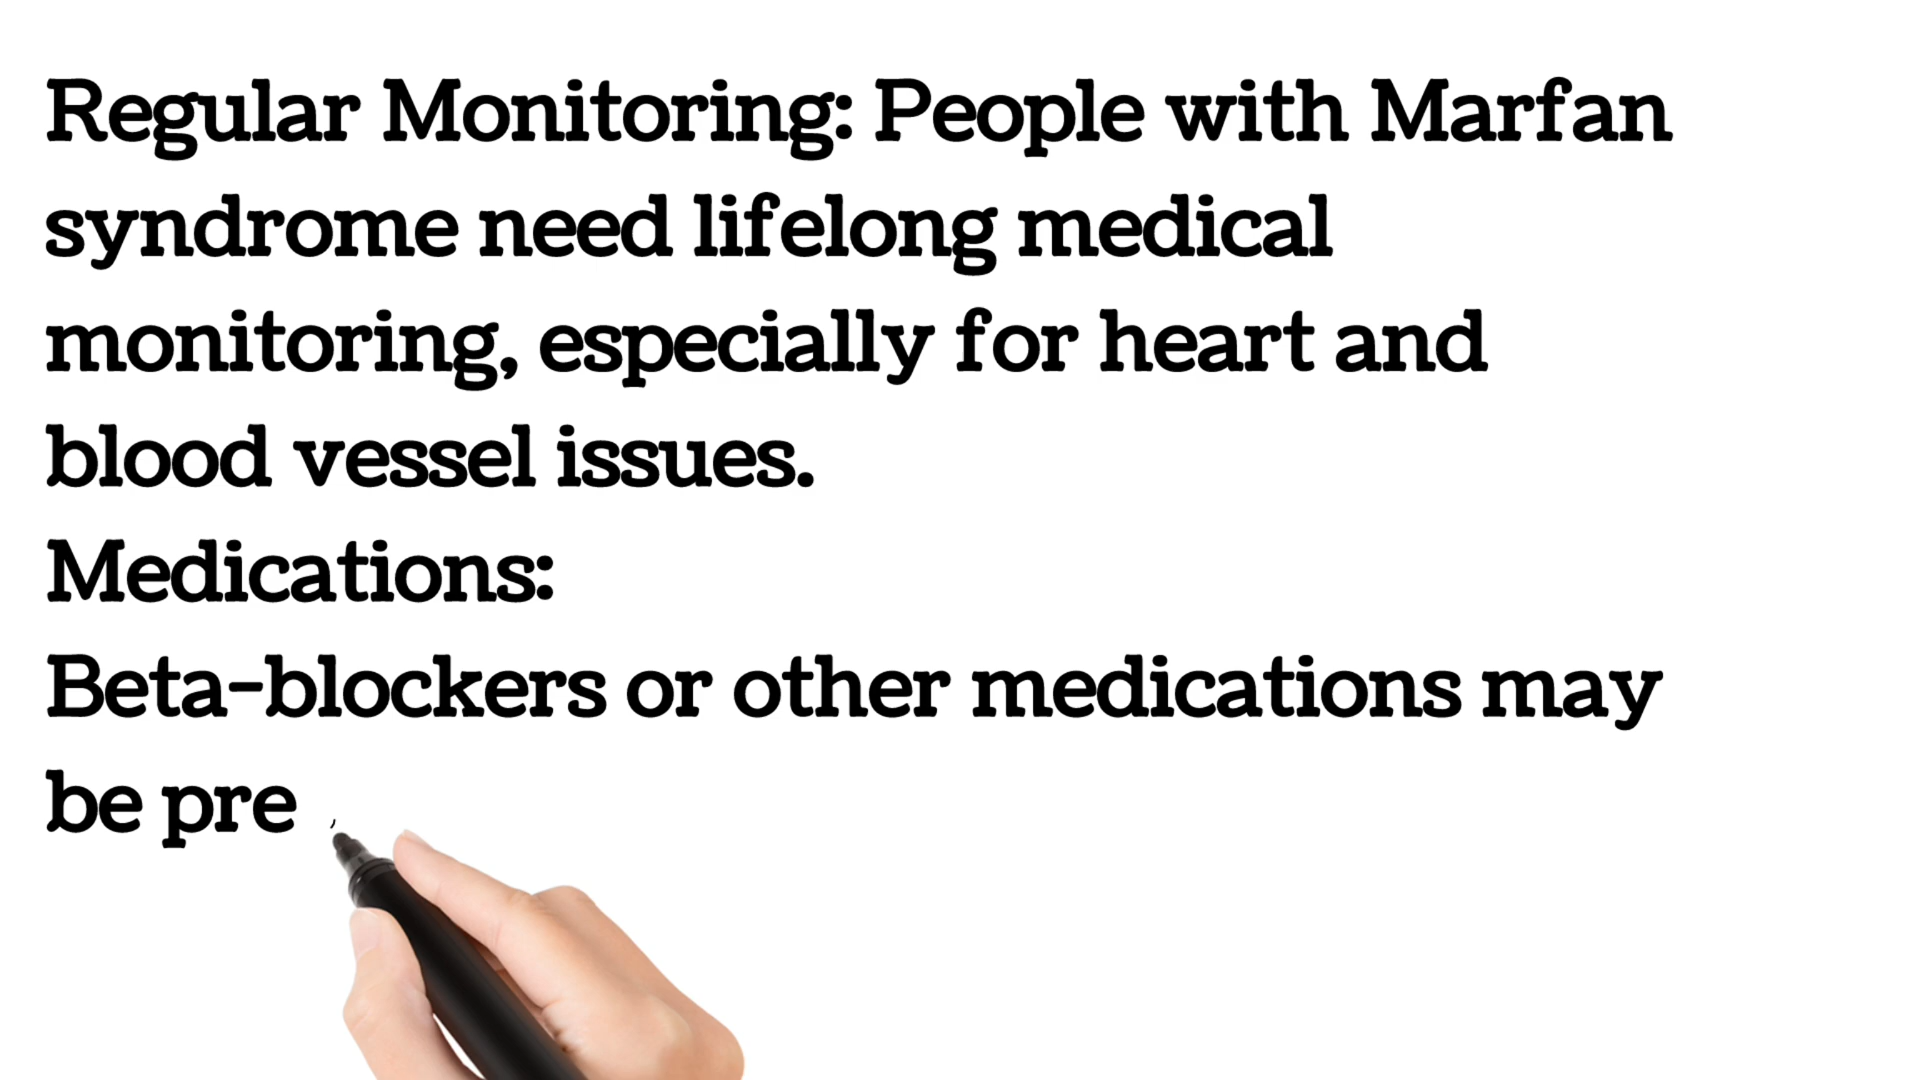 Regular Monitoring: People with Marfan
syndrome need lifelong medical
monitoring, especially for heart and
blood vessel issues.
Medications:
Beta-blockers or other medications may
be pre